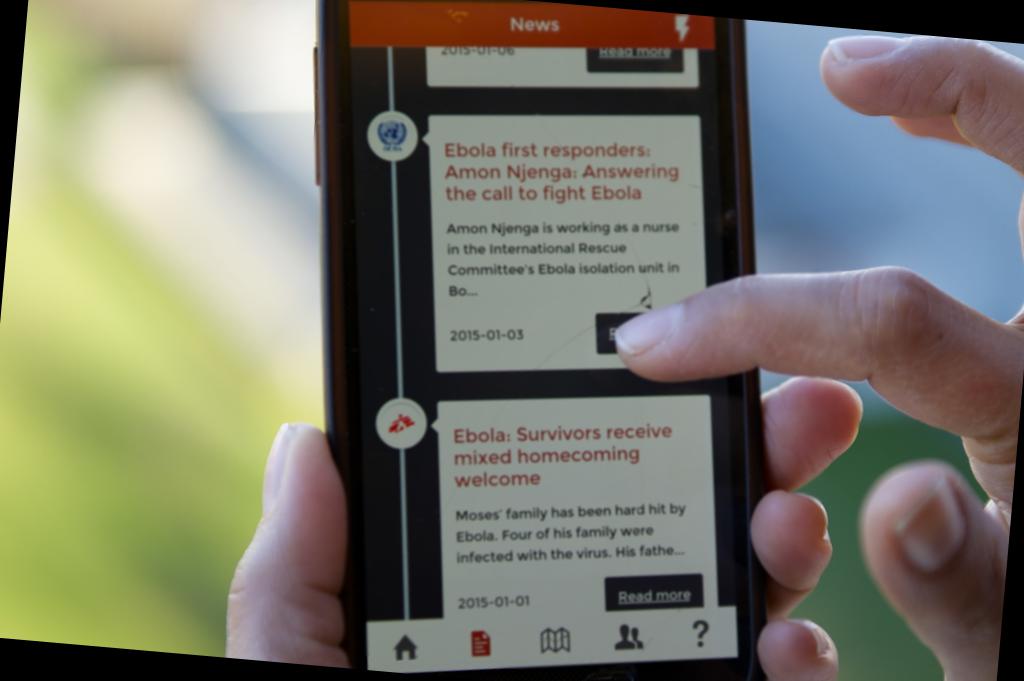 News
2015-01-06
Read more
Ebola first responders:
Amon Njenga: Answering
the call to fight Ebola
Amon Njenga is working as a nurse
in the International Rescue
Committee's Ebola isolation unit in
Bo...
2015-01-03
Ebola: Survivors receive
mixed homecoming
welcome
Moses' family has been hard hit by
Ebola. Four of his family were
infected with the virus. His fathe...
2015-01-01
Read more
?